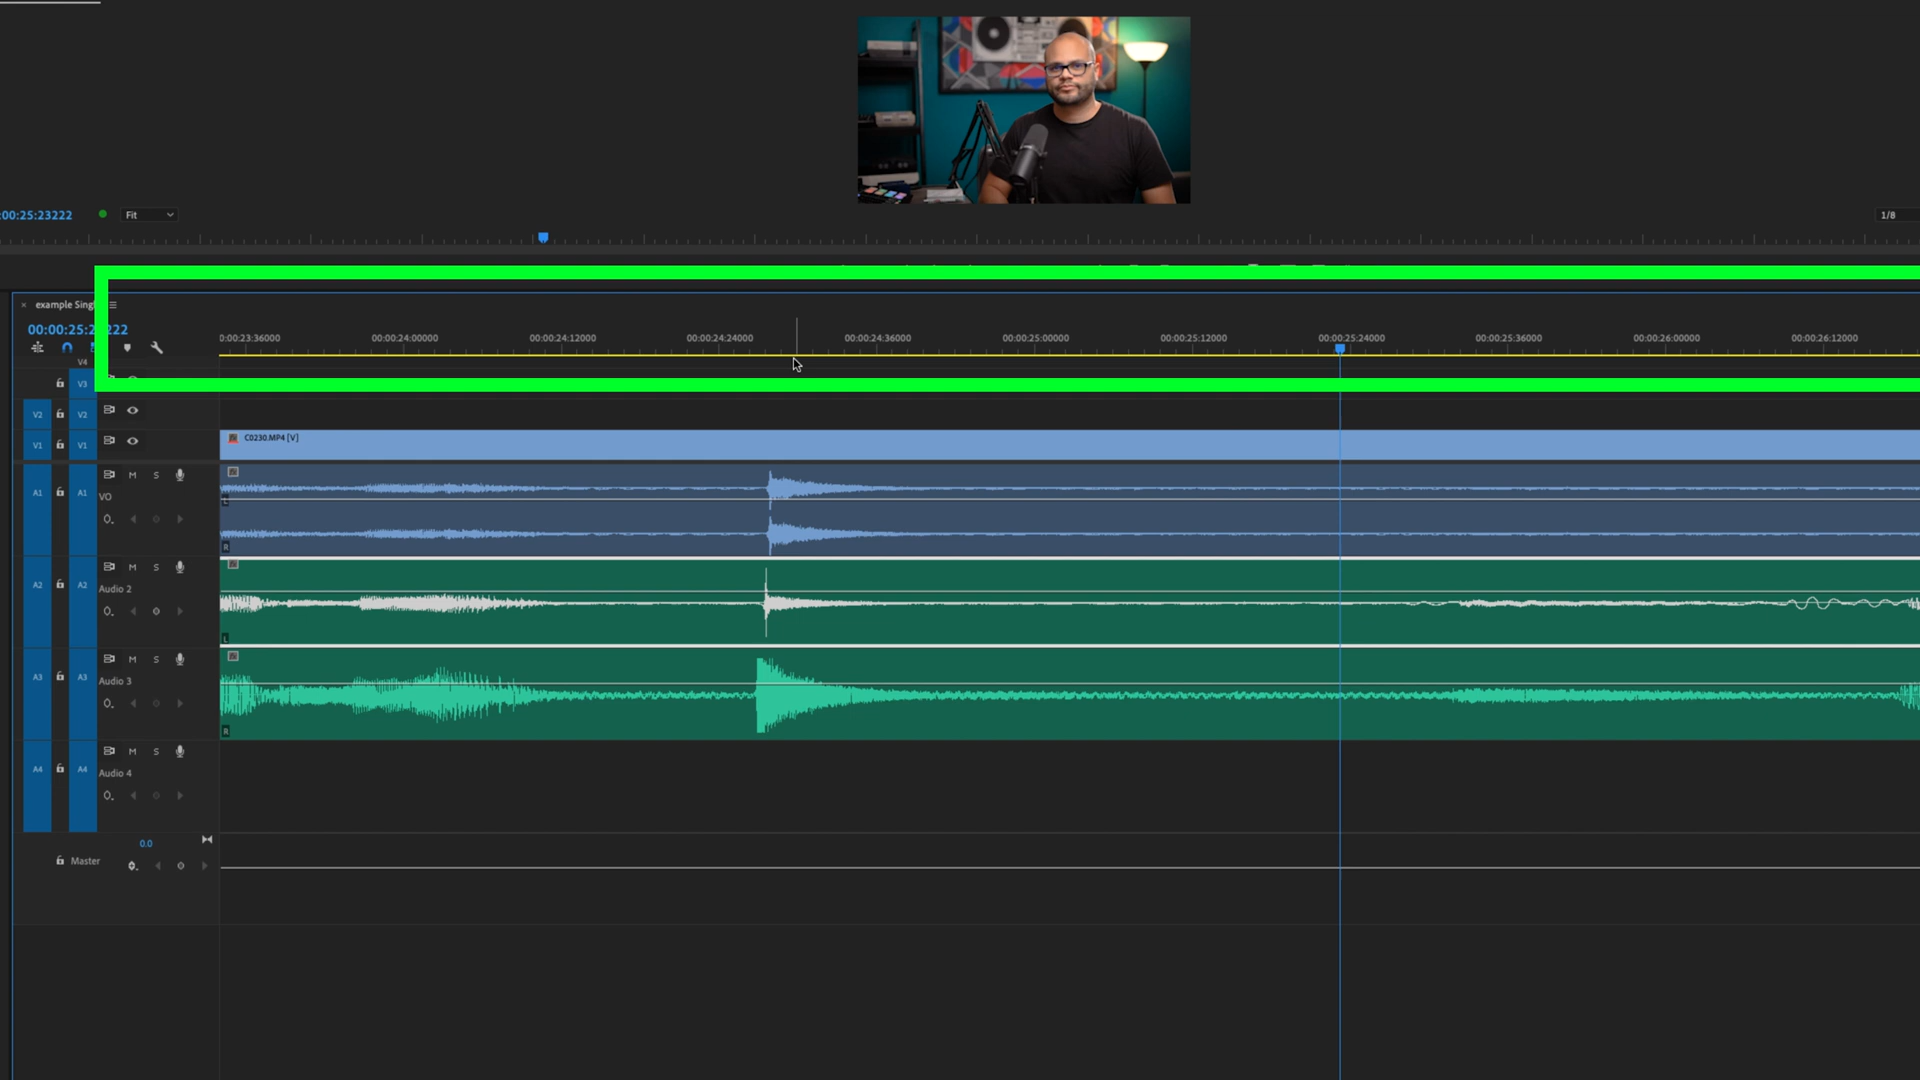 :00:25:23222
Fit
1/8
× example Sing
0:00:23:36000 00:00:24:00000 00:00:24:12000 00:00:24:24000 00:00:24:36000 00:00:25:00000 00:00:25:12000 00:00:25:24000 00:00:25:36000 00:00:26:00000 00:00:26:12000
00:00:25:2 222
V4
V3
V2 V2
V1 V1
C0230.MP4 [V]
M S
A1 A1
VO
L
R
M S
A2 A2
Audio 2
L
M S
A3 A3
Audio 3
R
M S
A4 A4
Audio 4
0.0
Master